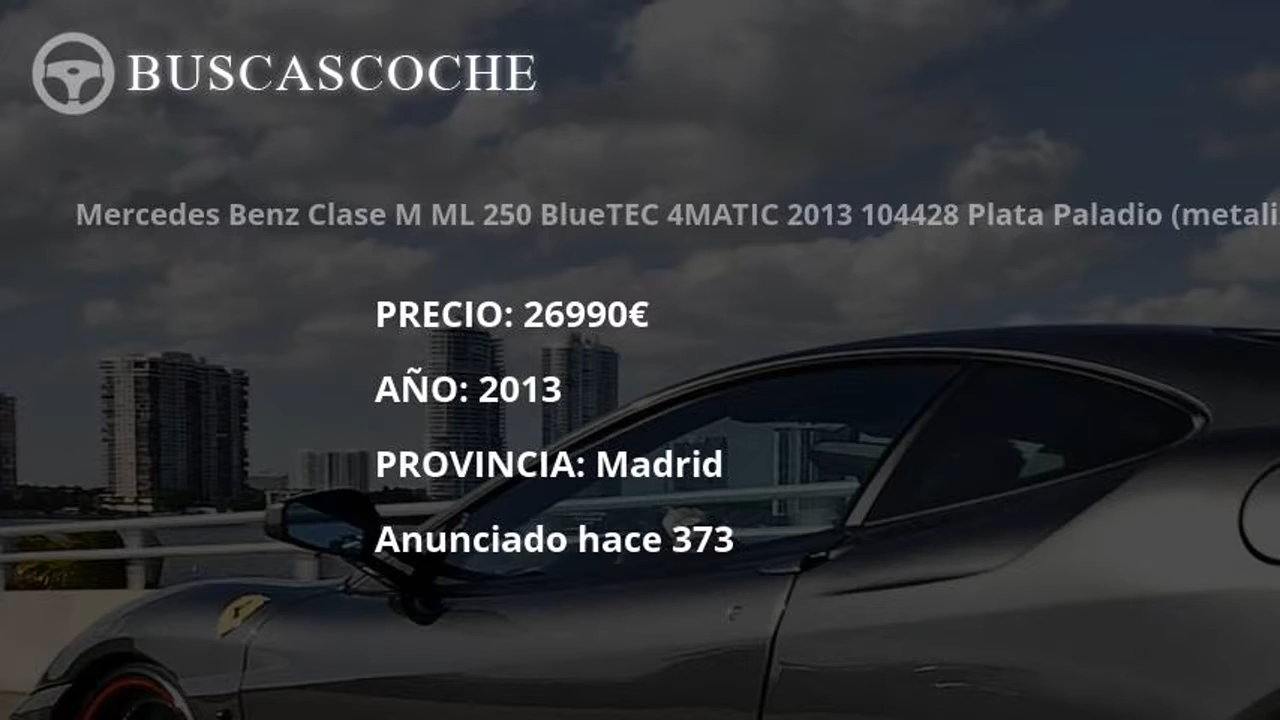 BUSCASCOCHE
Mercedes Benz Clase M ML 250 BlueTEC 4MATIC 2013 104428 Plata Paladio (metali
PRECIO: 26990€
AÑO: 2013
PROVINCIA: Madrid
Anunciado hace 373